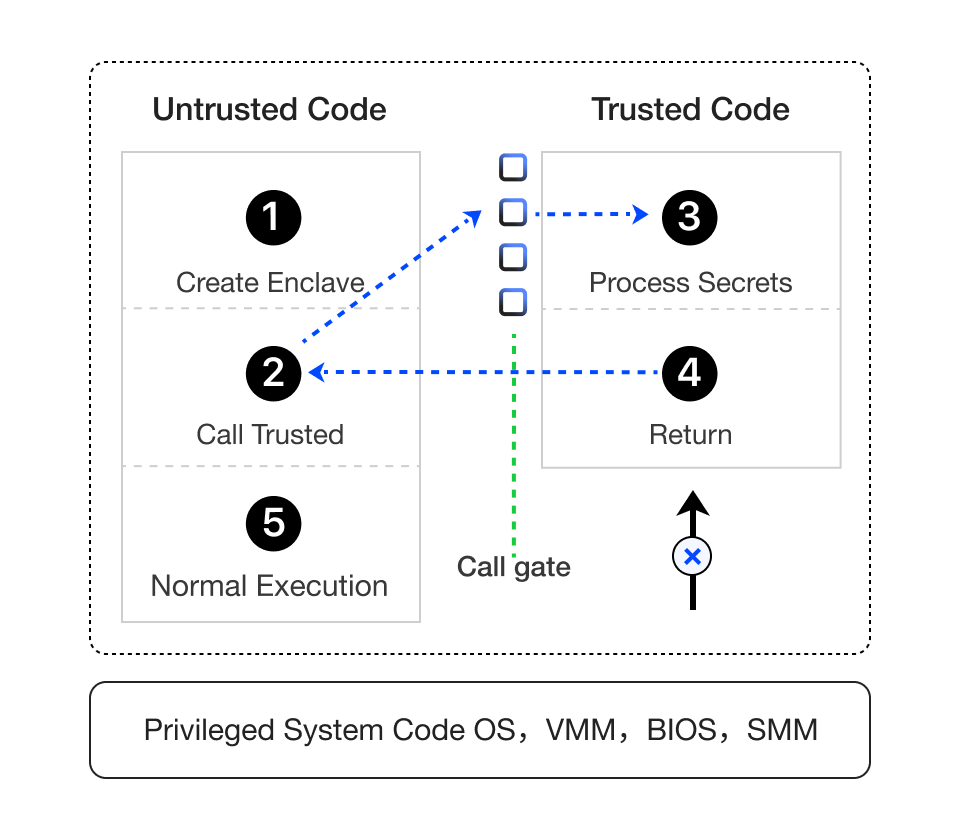 Untrusted Code
Trusted Code
1
Create Enclave
3
Process Secrets
2
Call Trusted
4
Return
5
Normal Execution
Call gate
Privileged System Code OS，VMM，BIOS，SMM